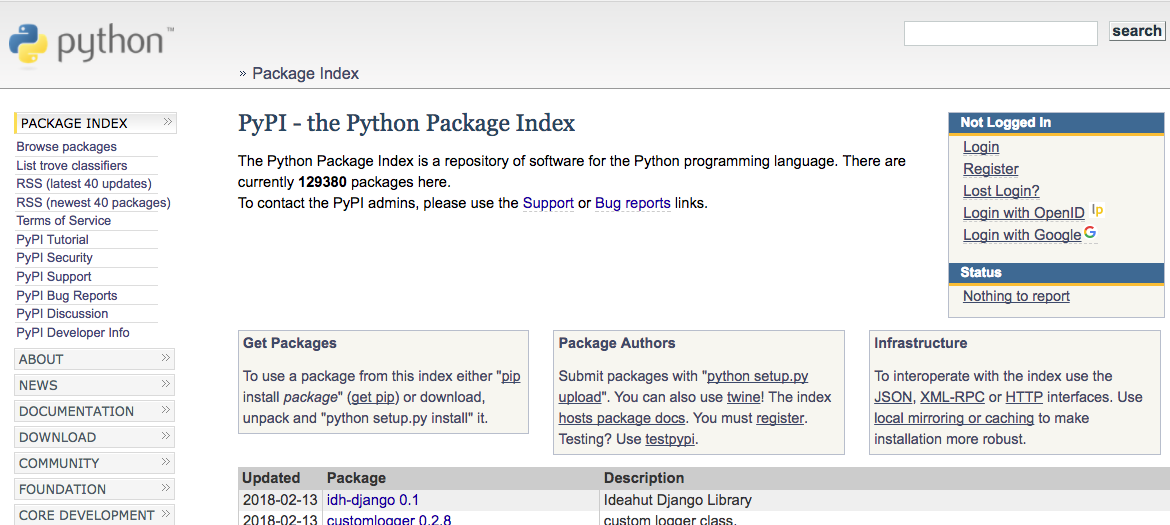 python™
search
» Package Index
PACKAGE INDEX »
Browse packages
List trove classifiers
RSS (latest 40 updates)
RSS (newest 40 packages)
Terms of Service
PyPI Tutorial
PyPI Security
PyPI Support
PyPI Bug Reports
PyPI Discussion
PyPI Developer Info
ABOUT »
NEWS »
DOCUMENTATION »
DOWNLOAD »
COMMUNITY »
FOUNDATION »
CORE DEVELOPMENT »
PyPI - the Python Package Index
The Python Package Index is a repository of software for the Python programming language. There are
currently 129380 packages here.
To contact the PyPI admins, please use the Support or Bug reports links.
Not Logged In
Login
Register
Lost Login?
Login with OpenID lp
Login with Google G
Status
Nothing to report
Get Packages
To use a package from this index either "pip
install package" (get pip) or download,
unpack and "python setup.py install" it.
Package Authors
Submit packages with "python setup.py
upload". You can also use twine! The index
hosts package docs. You must register.
Testing? Use testpypi.
Infrastructure
To interoperate with the index use the
JSON, XML-RPC or HTTP interfaces. Use
local mirroring or caching to make
installation more robust.
Updated Package Description
2018-02-13 idh-django 0.1 Ideahut Django Library
2018-02-13 customlogger 0.2.8 custom logger class.